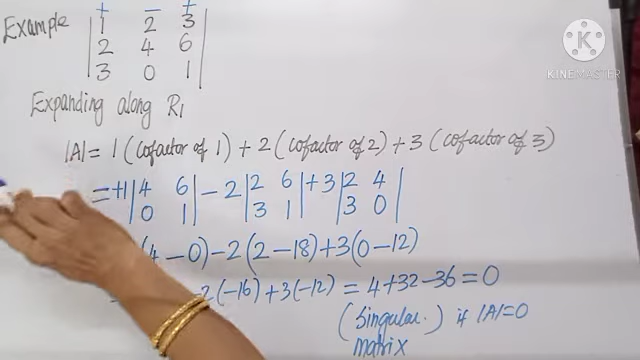 + − +
Example | 1 2 3 |
| 2 4 6 |
| 3 0 1 |
KINEMASTER
Expanding along R1
|A| = 1 (cofactor of 1) + 2 (cofactor of 2) + 3 (cofactor of 3)
= +1 | 4 6 | − 2 | 2 6 | + 3 | 2 4 |
| 0 1 | | 3 1 | | 3 0 |
(4 − 0) − 2(2 − 18) + 3(0 − 12)
2(−16) + 3(−12) = 4 + 32 − 36 = 0
(Singular) if |A| = 0
matrix